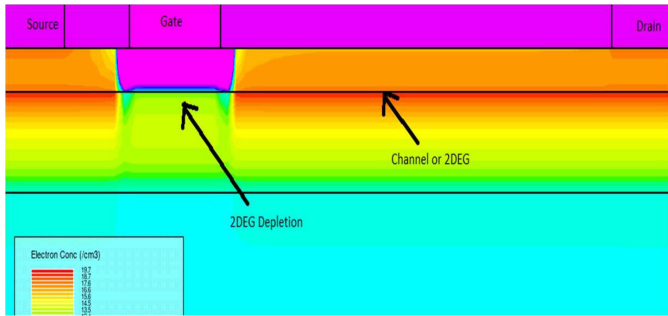 Source
Gate
Drain
Channel or 2DEG
2DEG Depletion
Electron Conc (/cm3)
19.7
18.7
17.6
16.6
15.6
14.5
13.5